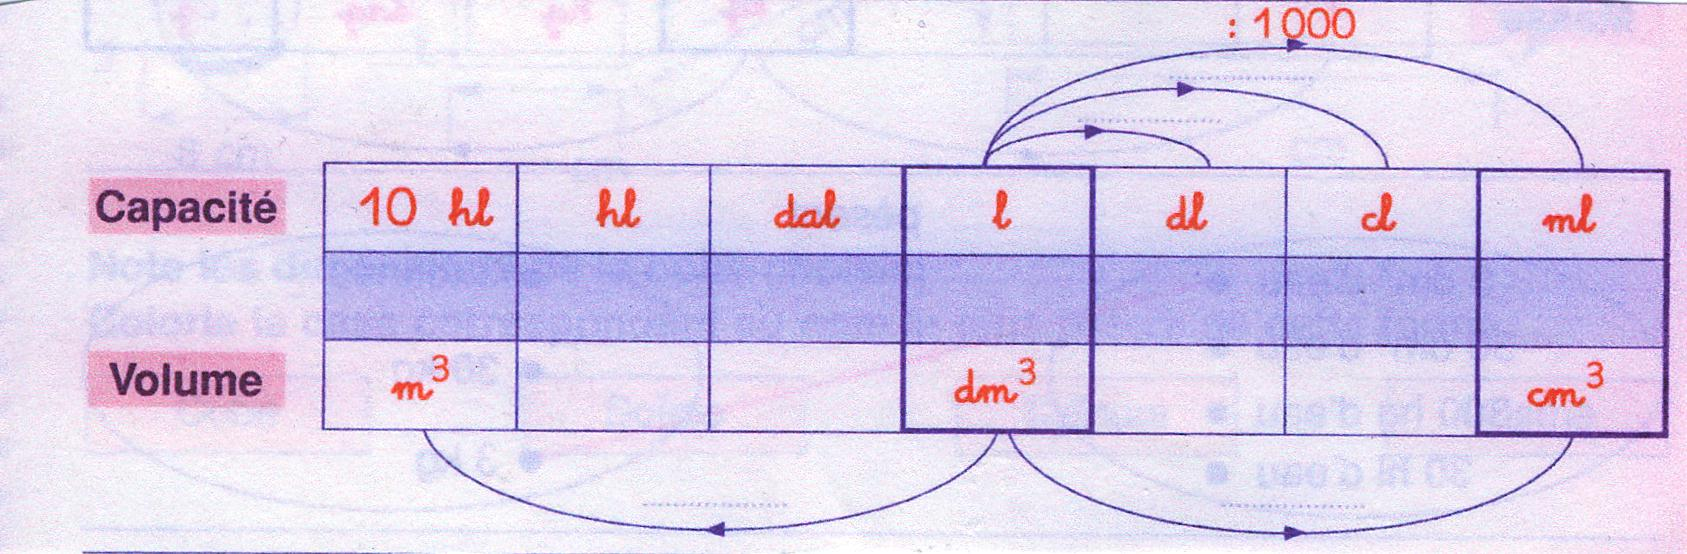 : 1000
Capacité 10 hl hl dal l dl cl ml
Volume m³ dm³ cm³